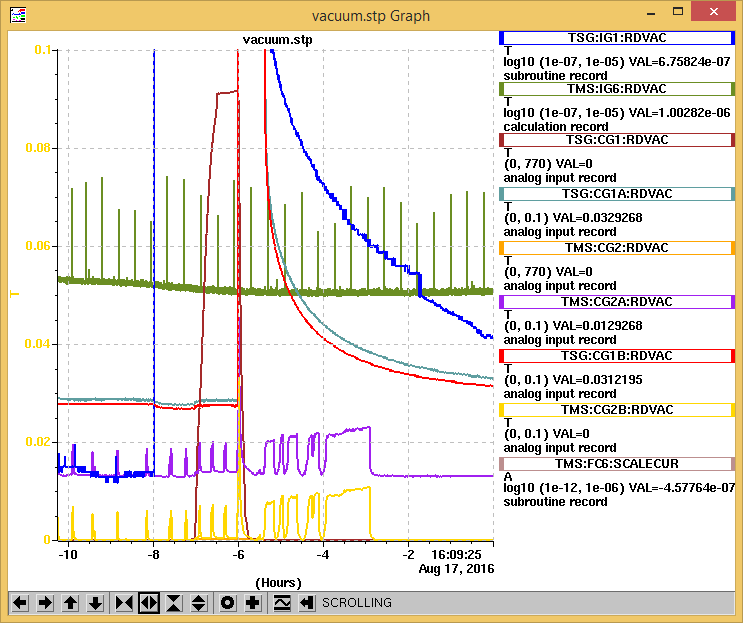 vacuum.stp Graph
vacuum.stp
0.1
0.08
0.06
T
0.04
0.02
0
-10
-8
-6
-4
-2
16:09:25
Aug 17, 2016
(Hours)
TSG:IG1:RDVAC
T
log10 (1e-07, 1e-05) VAL=6.75824e-07
subroutine record
TMS:IG6:RDVAC
T
log10 (1e-07, 1e-05) VAL=1.00282e-06
calculation record
TSG:CG1:RDVAC
T
(0, 770) VAL=0
analog input record
TSG:CG1A:RDVAC
T
(0, 0.1) VAL=0.0329268
analog input record
TMS:CG2:RDVAC
T
(0, 770) VAL=0
analog input record
TMS:CG2A:RDVAC
T
(0, 0.1) VAL=0.0129268
analog input record
TSG:CG1B:RDVAC
T
(0, 0.1) VAL=0.0312195
analog input record
TMS:CG2B:RDVAC
T
(0, 0.1) VAL=0
analog input record
TMS:FC6:SCALECUR
A
log10 (1e-12, 1e-06) VAL=-4.57764e-07
subroutine record
SCROLLING